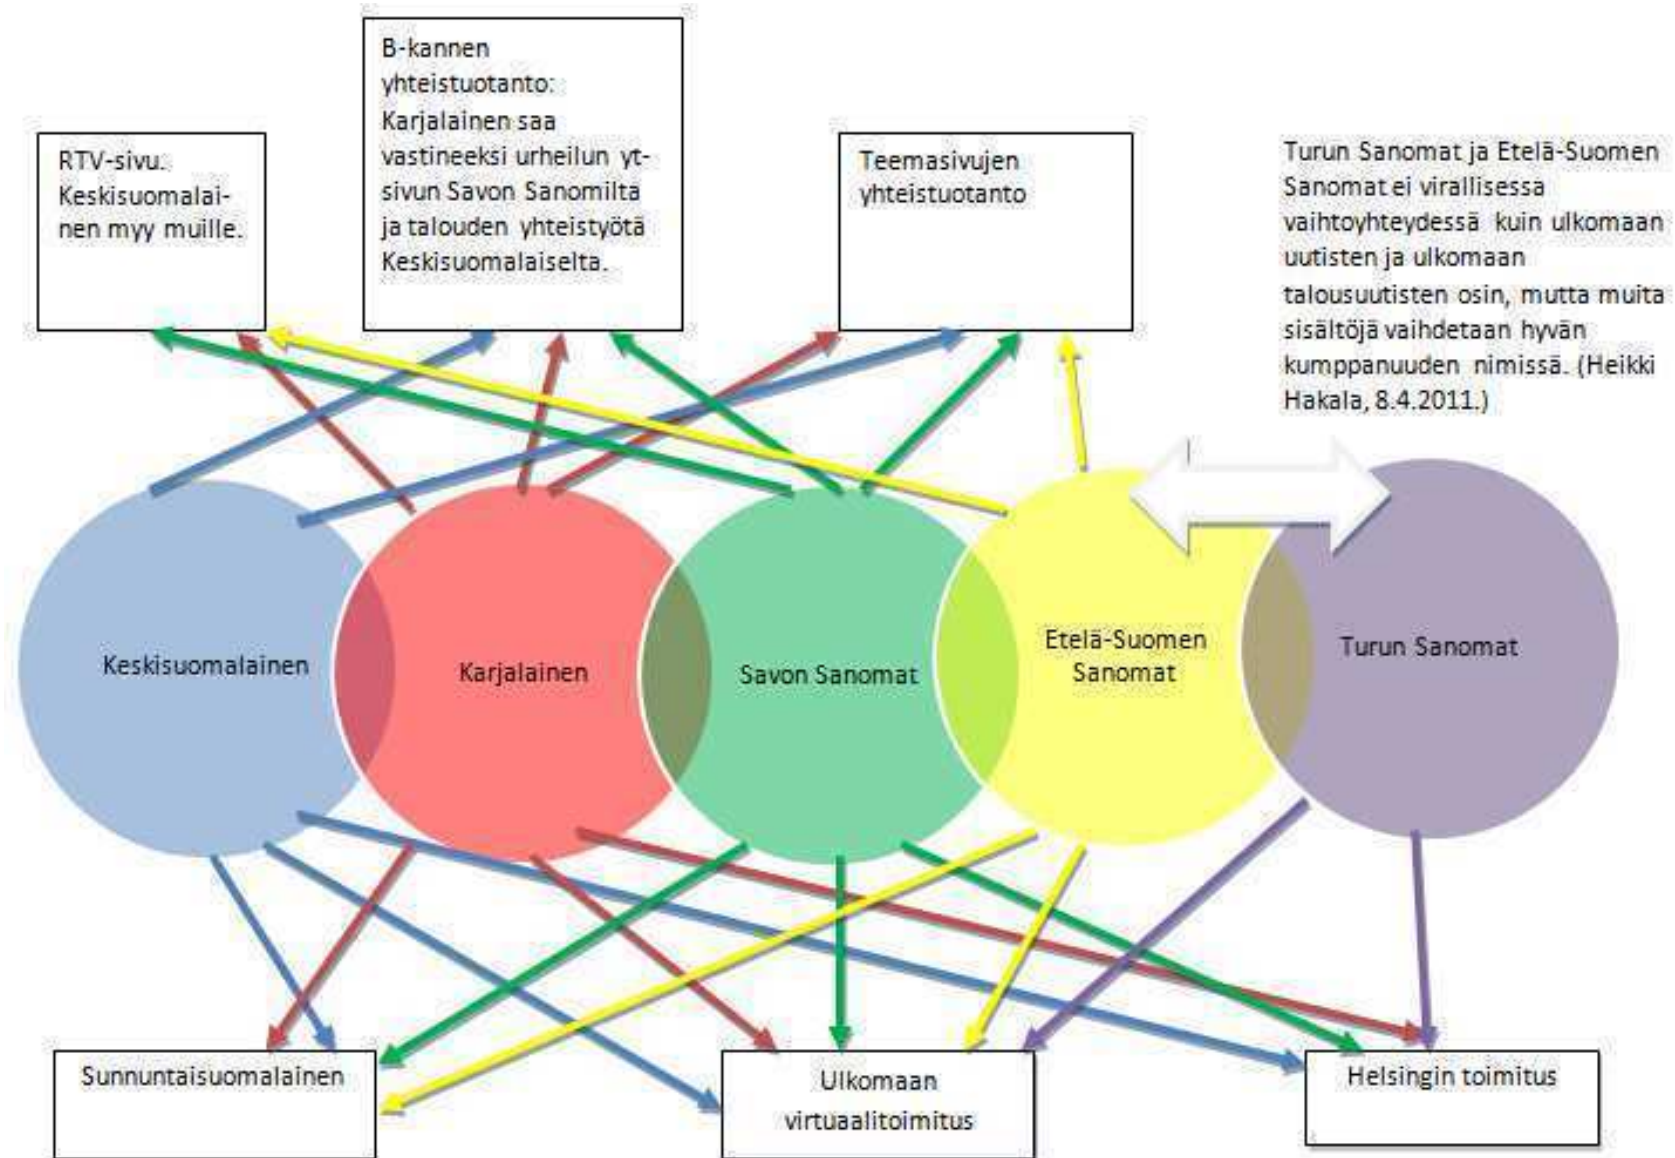 B-kannen
yhteistuotanto:
Karjalainen saa
vastineeksi urheilun yt-
sivun Savon Sanomilta
ja talouden yhteistyötä
Keskisuomalaiselta.
RTV-sivu.
Keskisuomalai-
nen myy muille.
Teemasivujen
yhteistuotanto
Turun Sanomat ja Etelä-Suomen
Sanomat ei virallisessa
vaihtoyhteydessä kuin ulkomaan
uutisten ja ulkomaan
talousuutisten osin, mutta muita
sisältöjä vaihdetaan hyvän
kumppanuuden nimissä. (Heikki
Hakala, 8.4.2011.)
Keskisuomalainen
Karjalainen
Savon Sanomat
Etelä-Suomen
Sanomat
Turun Sanomat
Sunnuntaisuomalainen
Ulkomaan
virtuaalitoimitus
Helsingin toimitus